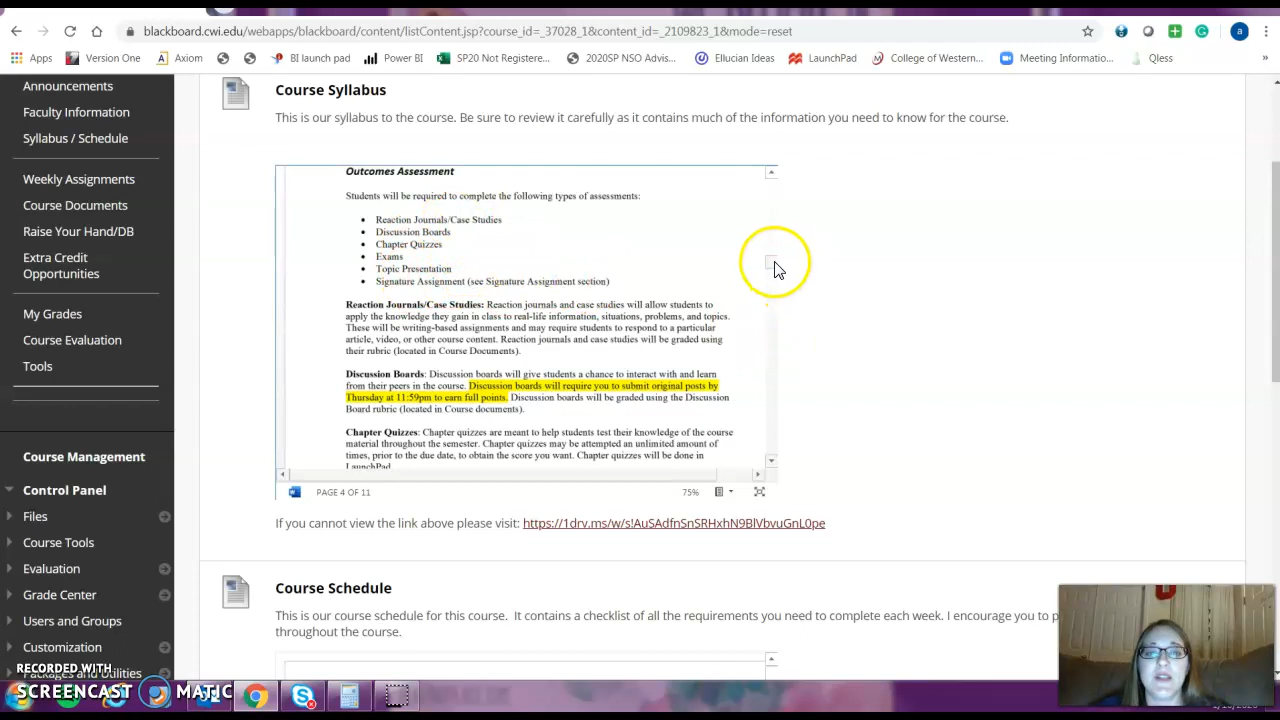 blackboard.cwi.edu/webapps/blackboard/content/listContent.jsp?course_id=_37028_1&content_id=_2109823_1&mode=reset
a
Apps
Version One
Axiom
BI launch pad
Power BI
SP20 Not Registere...
2020SP NSO Advis...
Ellucian Ideas
LaunchPad
College of Western...
Meeting Informatio...
Qless
»
Announcements
Faculty Information
Syllabus / Schedule
Weekly Assignments
Course Documents
Raise Your Hand/DB
Extra Credit
Opportunities
My Grades
Course Evaluation
Tools
Course Management
Control Panel
Files
Course Tools
Evaluation
Grade Center
Users and Groups
Customization
Packages and Utilities
Course Syllabus
This is our syllabus to the course. Be sure to review it carefully as it contains much of the information you need to know for the course.
Outcomes Assessment
Students will be required to complete the following types of assessments:
• Reaction Journals/Case Studies
• Discussion Boards
• Chapter Quizzes
• Exams
• Topic Presentation
• Signature Assignment (see Signature Assignment section)
Reaction Journals/Case Studies: Reaction journals and case studies will allow students to
apply the knowledge they gain in class to real-life information, situations, problems, and topics.
These will be writing-based assignments and may require students to respond to a particular
article, video, or other course content. Reaction journals and case studies will be graded using
their rubric (located in Course Documents).
Discussion Boards: Discussion boards will give students a chance to interact with and learn
from their peers in the course. Discussion boards will require you to submit original posts by
Thursday at 11:59pm to earn full points. Discussion boards will be graded using the Discussion
Board rubric (located in Course documents).
Chapter Quizzes: Chapter quizzes are meant to help students test their knowledge of the course
material throughout the semester. Chapter quizzes may be attempted an unlimited amount of
times, prior to the due date, to obtain the score you want. Chapter quizzes will be done in
LaunchPad
PAGE 4 OF 11
75%
If you cannot view the link above please visit: https://1drv.ms/w/s!AuSAdfnSnSRHxhN9BlVbvuGnL0pe
Course Schedule
This is our course schedule for this course. It contains a checklist of all the requirements you need to complete each week. I encourage you to p
throughout the course.
RECORDED WITH
SCREENCAST MATIC